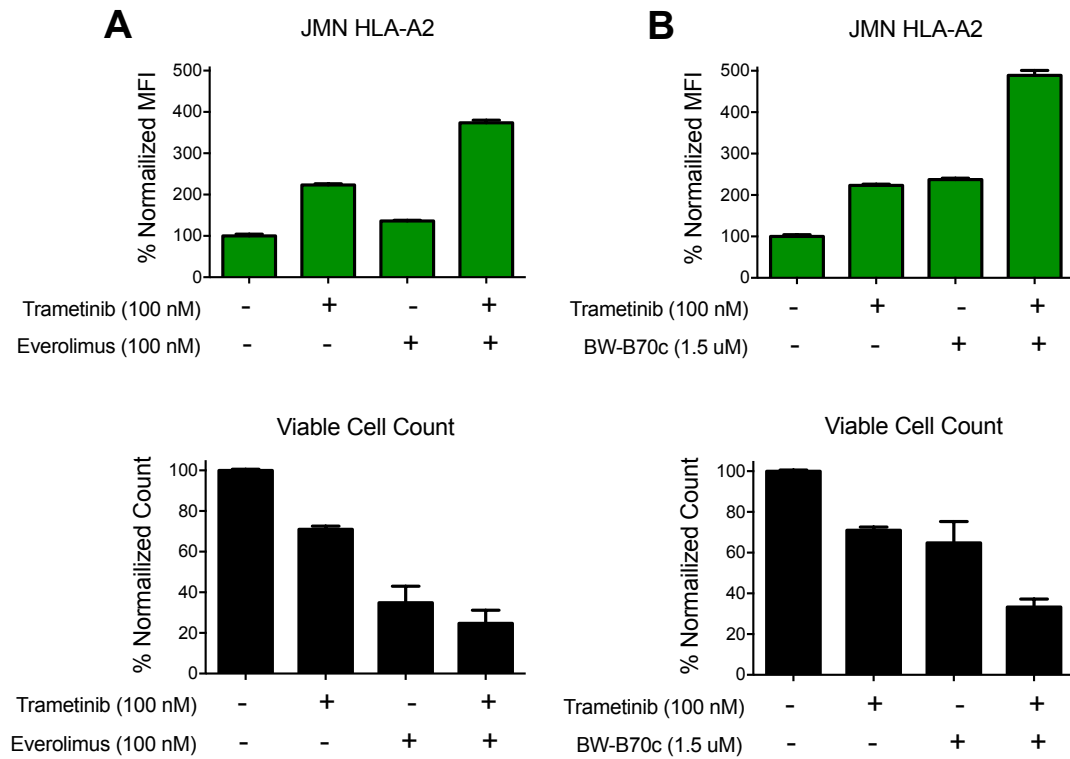 A
JMN HLA-A2
% Normailized MFI
500
400
300
200
100
0
Trametinib (100 nM) - + - +
Everolimus (100 nM) - - + +
B
JMN HLA-A2
% Normailized MFI
500
400
300
200
100
0
Trametinib (100 nM) - + - +
BW-B70c (1.5 uM) - - + +
Viable Cell Count
% Normailized Count
100
80
60
40
20
0
Trametinib (100 nM) - + - +
Everolimus (100 nM) - - + +
Viable Cell Count
% Normailized Count
100
80
60
40
20
0
Trametinib (100 nM) - + - +
BW-B70c (1.5 uM) - - + +